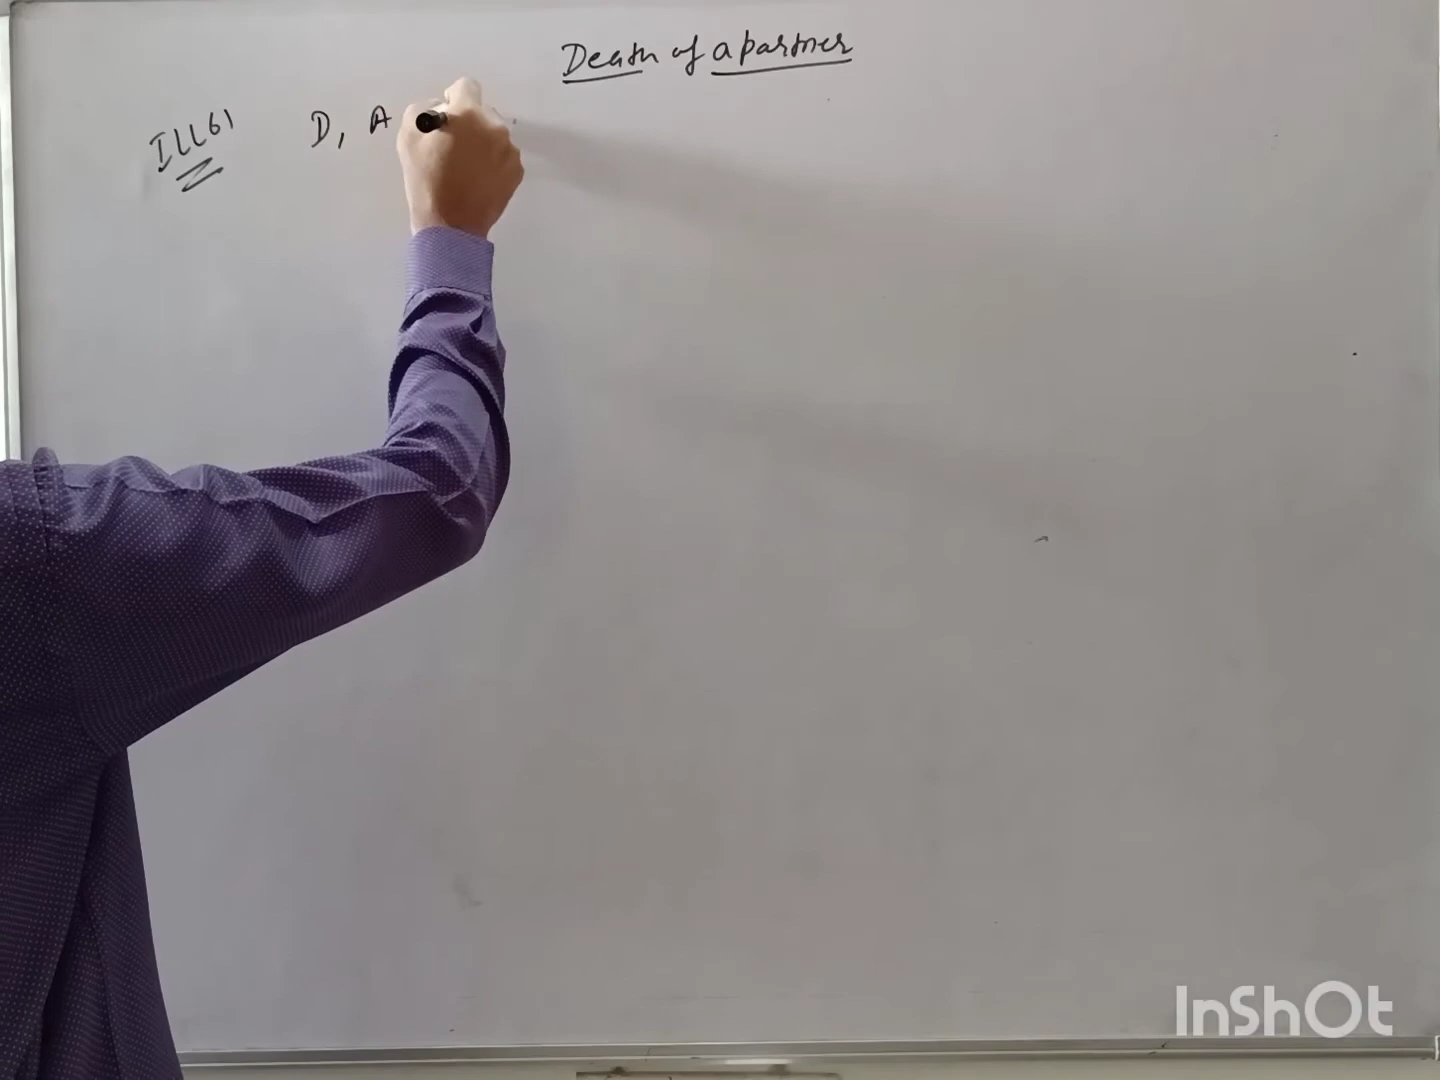 Death of a partner
ILL 61 D, A
InShOt